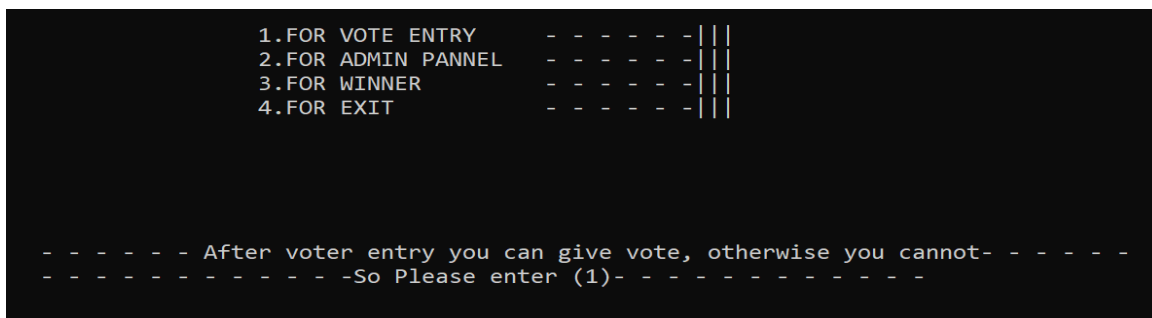 1.FOR VOTE ENTRY - - - - - -|||
2.FOR ADMIN PANNEL - - - - - -|||
3.FOR WINNER - - - - - -|||
4.FOR EXIT - - - - - -|||
- - - - - - After voter entry you can give vote, otherwise you cannot- - - - - -
- - - - - - - - - - - -So Please enter (1)- - - - - - - - - - - -